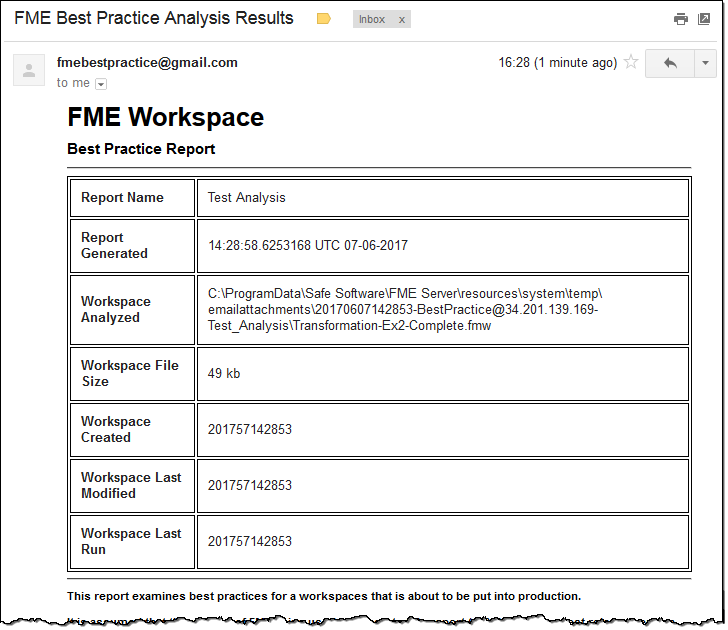 FME Best Practice Analysis Results
Inbox x
fmebestpractice@gmail.com
16:28 (1 minute ago)
to me
FME Workspace
Best Practice Report
Report Name
Test Analysis
Report
Generated
14:28:58.6253168 UTC 07-06-2017
Workspace
Analyzed
C:\ProgramData\Safe Software\FME Server\resources\system\temp\
emailattachments\20170607142853-BestPractice@34.201.139.169-
Test_Analysis\Transformation-Ex2-Complete.fmw
Workspace File
Size
49 kb
Workspace
Created
201757142853
Workspace Last
Modified
201757142853
Workspace Last
Run
201757142853
This report examines best practices for a workspaces that is about to be put into production.